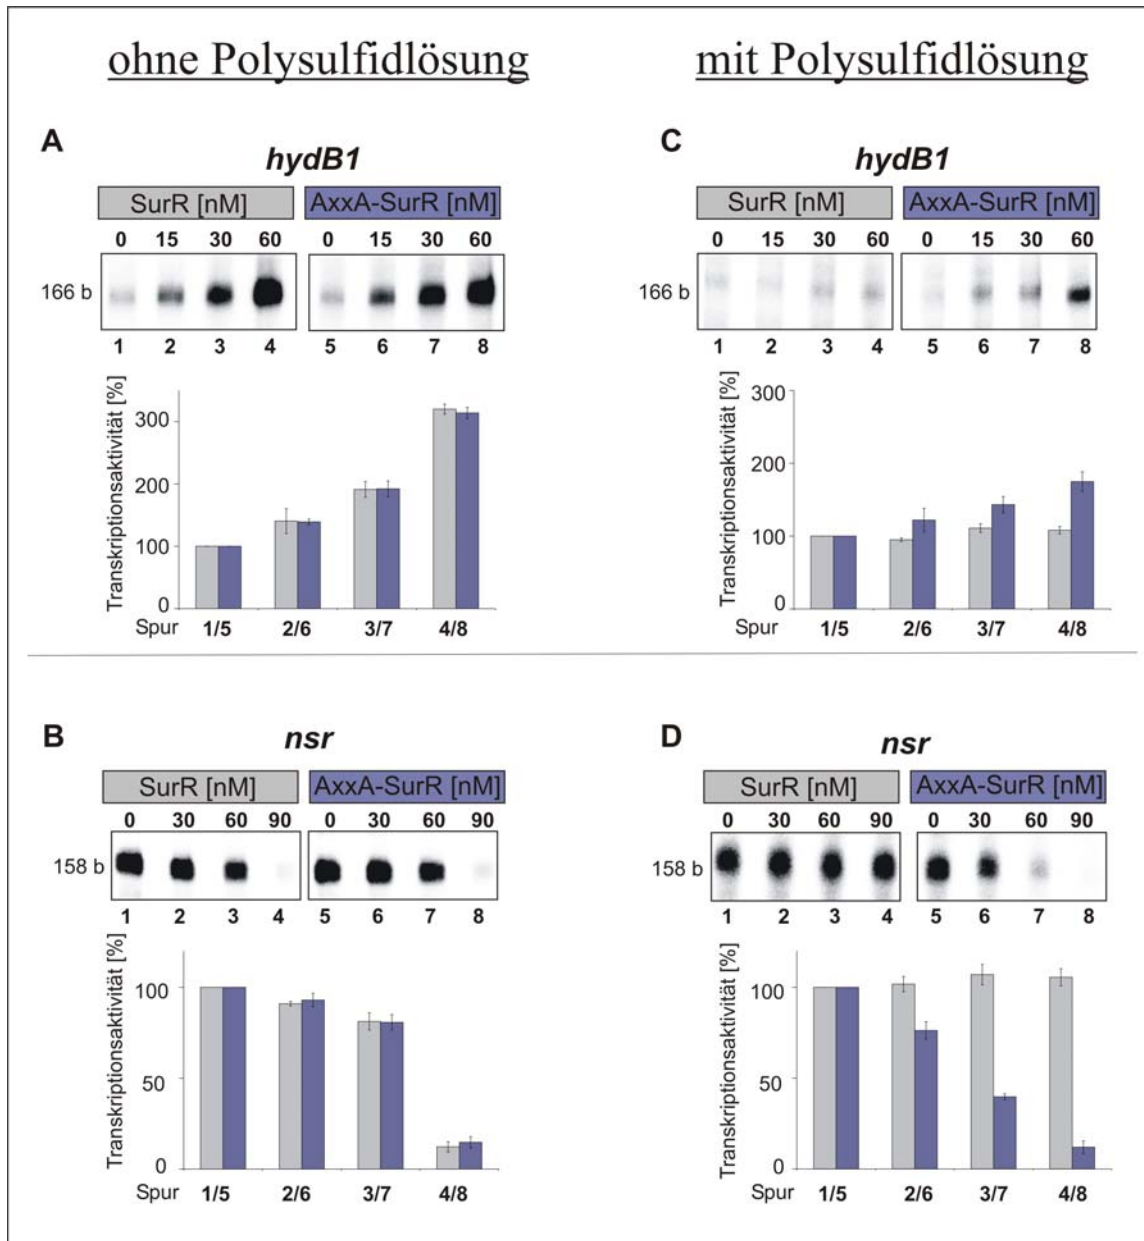 ohne Polysulfidlösung
mit Polysulfidlösung
A
hydB1
SurR [nM] AxxA-SurR [nM]
0 15 30 60 0 15 30 60
166 b
1 2 3 4 5 6 7 8
Transkriptionsaktivität [%]
300
200
100
0
Spur 1/5 2/6 3/7 4/8
C
hydB1
SurR [nM] AxxA-SurR [nM]
0 15 30 60 0 15 30 60
166 b
1 2 3 4 5 6 7 8
Transkriptionsaktivität [%]
300
200
100
0
Spur 1/5 2/6 3/7 4/8
B
nsr
SurR [nM] AxxA-SurR [nM]
0 30 60 90 0 30 60 90
158 b
1 2 3 4 5 6 7 8
Transkriptionsaktivität [%]
100
50
0
Spur 1/5 2/6 3/7 4/8
D
nsr
SurR [nM] AxxA-SurR [nM]
0 30 60 90 0 30 60 90
158 b
1 2 3 4 5 6 7 8
Transkriptionsaktivität [%]
100
50
0
Spur 1/5 2/6 3/7 4/8